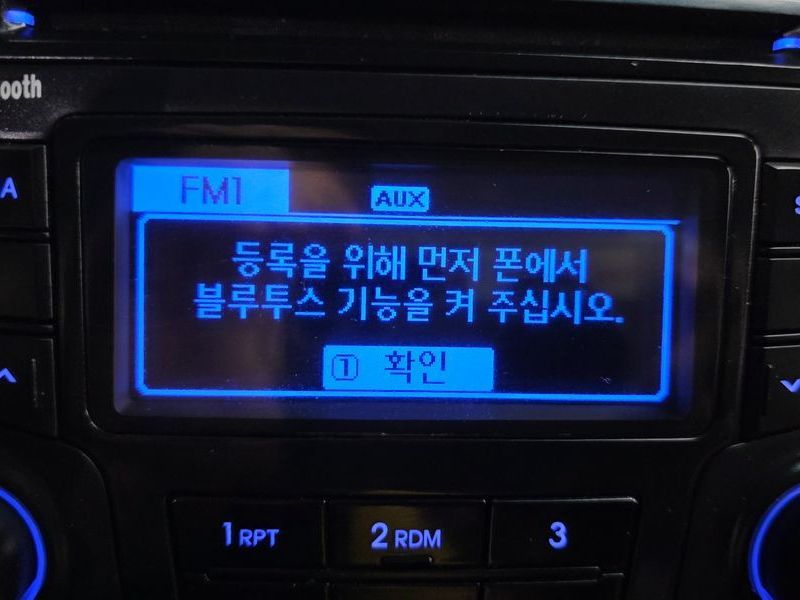 ooth
FM1
AUX
A
등록을 위해 먼저 폰에서
블루투스 기능을 켜 주십시오.
① 확인
1 RPT
2 RDM
3